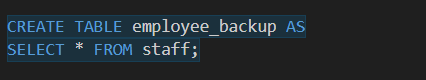 CREATE TABLE employee_backup AS
SELECT * FROM staff;